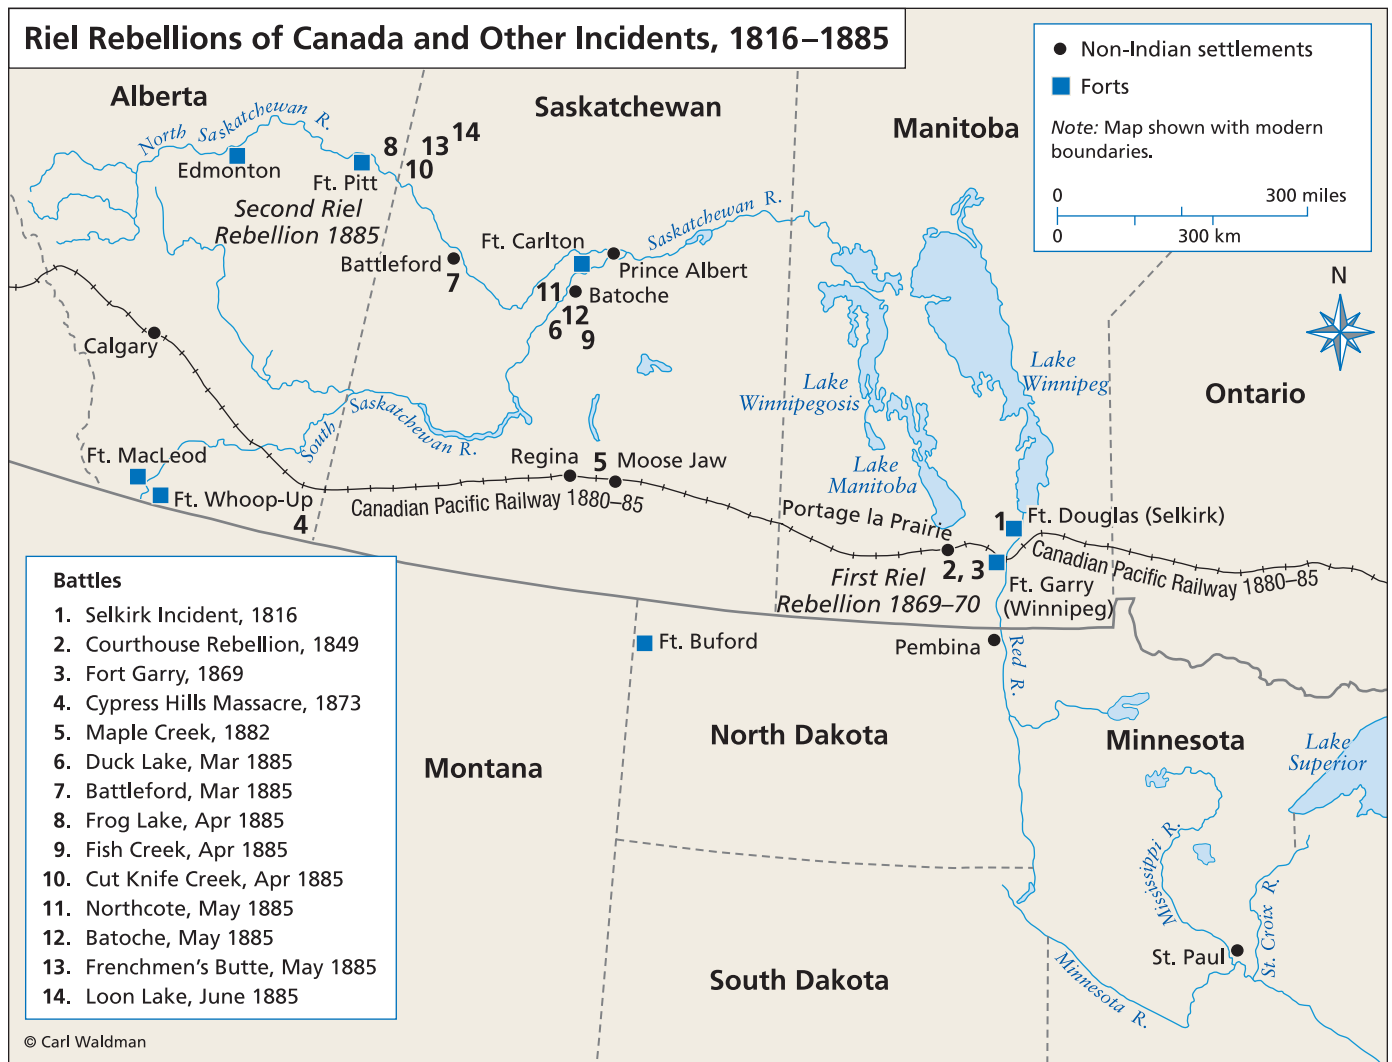 Riel Rebellions of Canada and Other Incidents, 1816–1885
Non-Indian settlements
Forts
Note: Map shown with modern
boundaries.
0 300 miles
0 300 km
N
Alberta
Saskatchewan
Manitoba
Ontario
North Saskatchewan R.
Edmonton
Ft. Pitt
8
13
14
10
Second Riel
Rebellion 1885
Battleford
7
Ft. Carlton
Saskatchewan R.
Prince Albert
11
Batoche
12
6
9
Calgary
Lake
Winnipegosis
Lake
Winnipeg
Lake
Manitoba
South Saskatchewan R.
Ft. MacLeod
Ft. Whoop-Up
4
Regina
5
Moose Jaw
Canadian Pacific Railway 1880–85
Portage la Prairie
1
Ft. Douglas (Selkirk)
2, 3
Canadian Pacific Railway 1880–85
First Riel
Rebellion 1869–70
Ft. Garry
(Winnipeg)
Ft. Buford
Pembina
Red R.
North Dakota
Minnesota
Lake
Superior
Montana
Mississippi R.
St. Croix R.
St. Paul
South Dakota
Minnesota R.
Battles
1. Selkirk Incident, 1816
2. Courthouse Rebellion, 1849
3. Fort Garry, 1869
4. Cypress Hills Massacre, 1873
5. Maple Creek, 1882
6. Duck Lake, Mar 1885
7. Battleford, Mar 1885
8. Frog Lake, Apr 1885
9. Fish Creek, Apr 1885
10. Cut Knife Creek, Apr 1885
11. Northcote, May 1885
12. Batoche, May 1885
13. Frenchmen's Butte, May 1885
14. Loon Lake, June 1885
© Carl Waldman